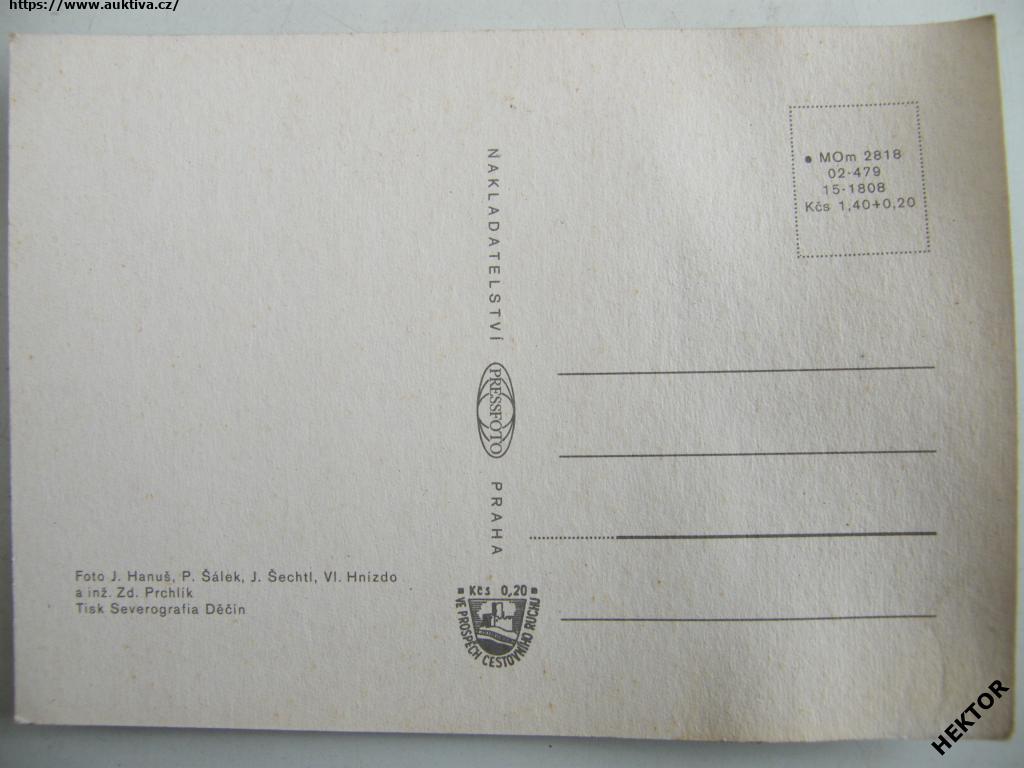 https://www.auktiva.cz/
• MOm 2818
02-479
15-1808
Kčs 1,40+0,20
NAKLADATELSTVÍ
PRESSFOTO
PRAHA
Foto J. Hanuš, P. Šálek, J. Šechtl, Vl. Hnízdo
a inž. Zd. Prchlík
Tisk Severografia Děčín
Kčs 0,20
VE PROSPĚCH CESTOVNÍHO RUCHU
HEKTOR